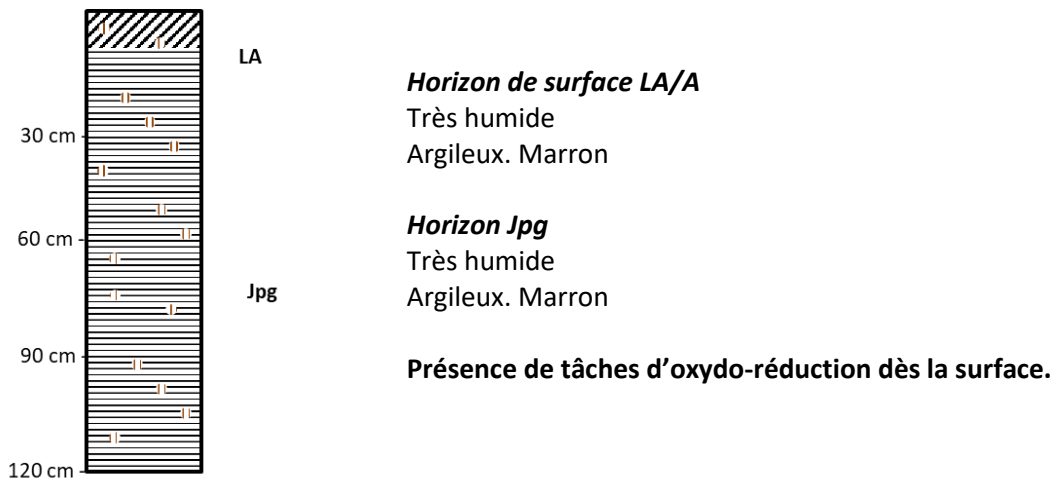 LA
30 cm
60 cm
Jpg
90 cm
120 cm
Horizon de surface LA/A
Très humide
Argileux. Marron
Horizon Jpg
Très humide
Argileux. Marron
Présence de tâches d’oxydo-réduction dès la surface.